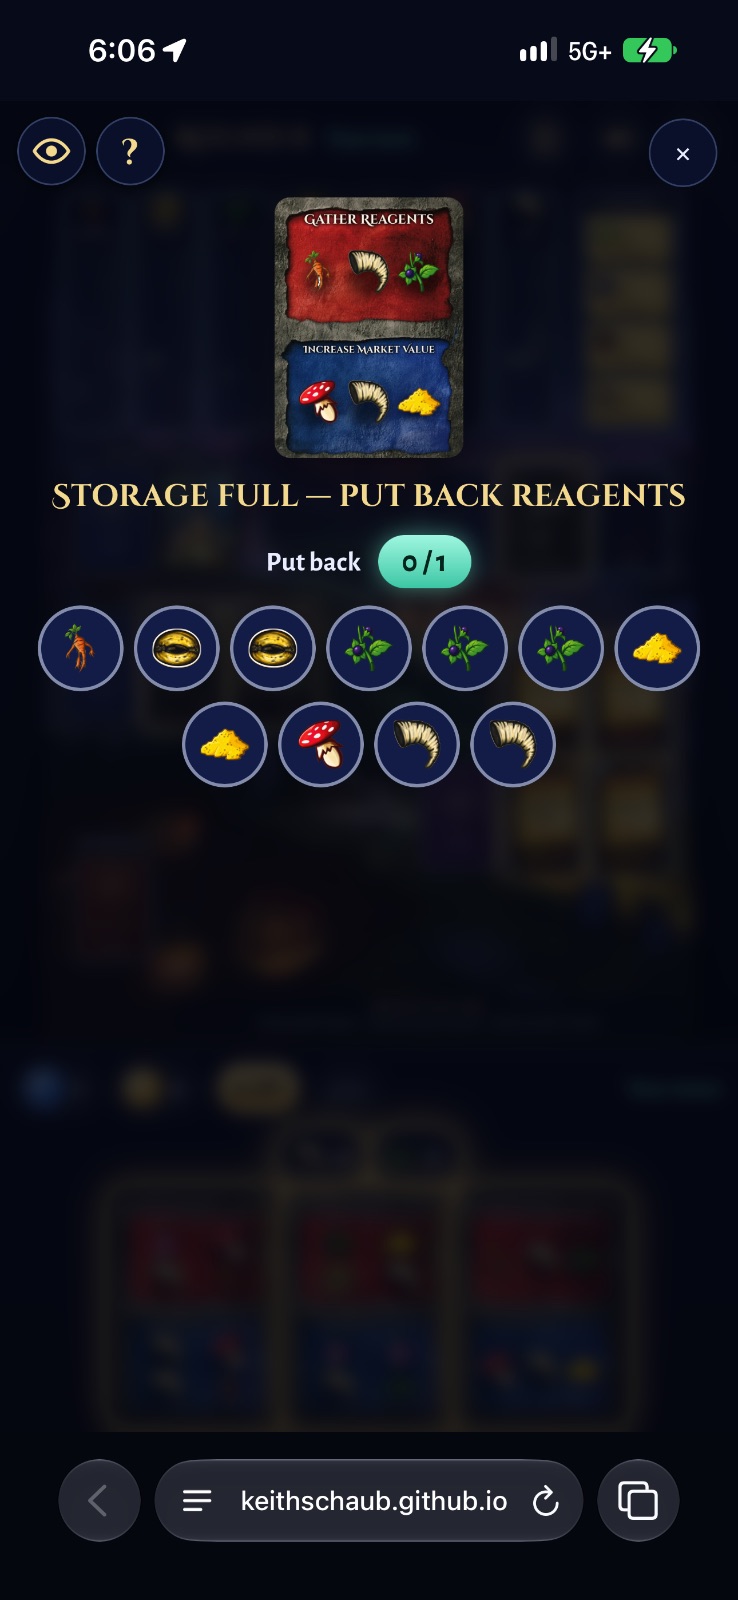 6:06
5G+
?
×
Gather Reagents
Increase Market Value
Storage full — put back reagents
Put back 0/1
keithschaub.github.io